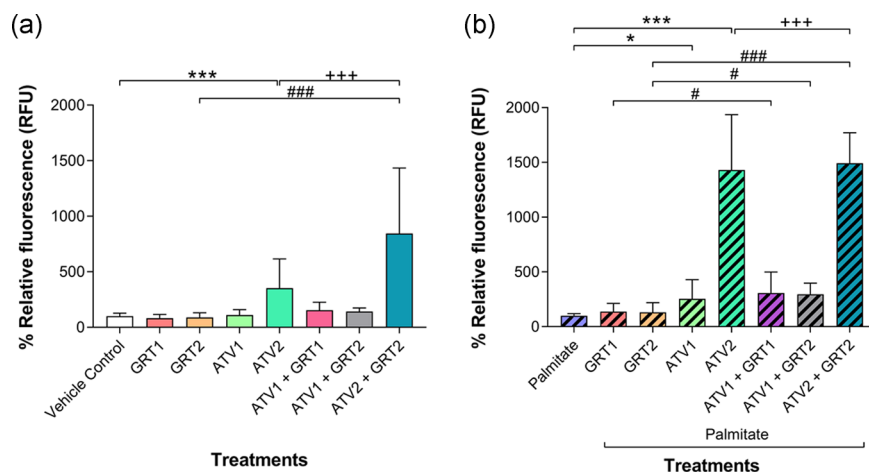 (a)
***
+++
###
% Relative fluorescence (RFU)
2000
1500
1000
500
0
Vehicle Control
GRT1
GRT2
ATV1
ATV2
ATV1 + GRT1
ATV1 + GRT2
ATV2 + GRT2
Treatments
(b)
***
+++
*
###
#
#
% Relative fluorescence (RFU)
2000
1500
1000
500
0
Palmitate
GRT1
GRT2
ATV1
ATV2
ATV1 + GRT1
ATV1 + GRT2
ATV2 + GRT2
Palmitate
Treatments